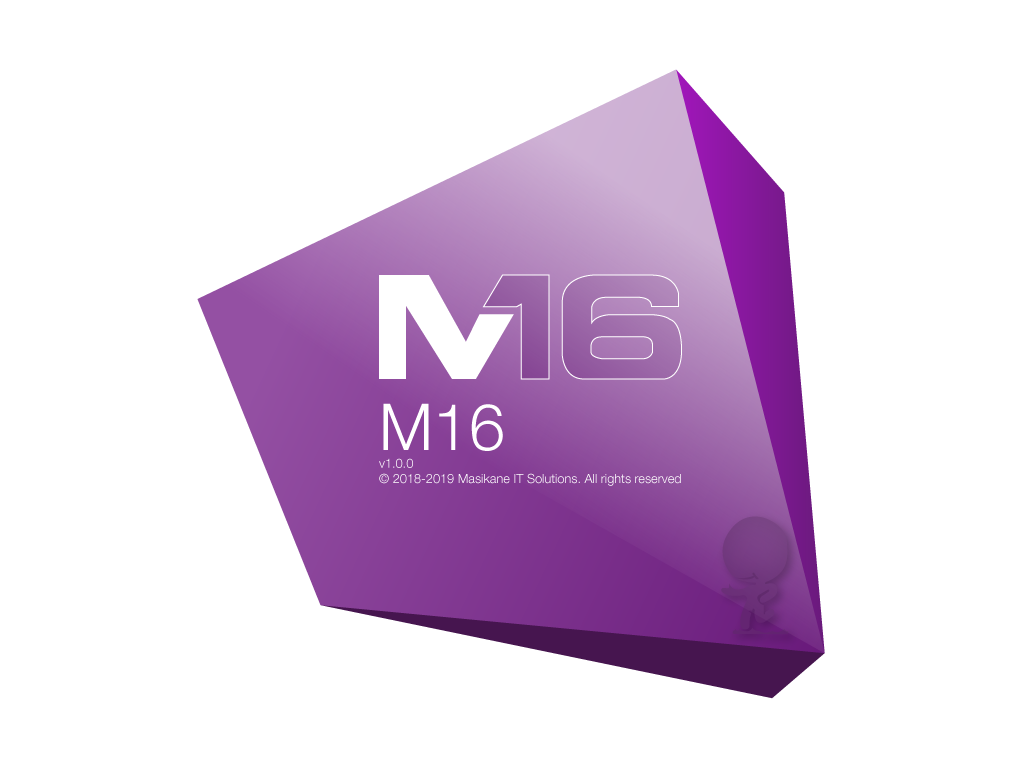 M16
M16
v1.0.0
© 2018-2019 Masikane IT Solutions. All rights reserved